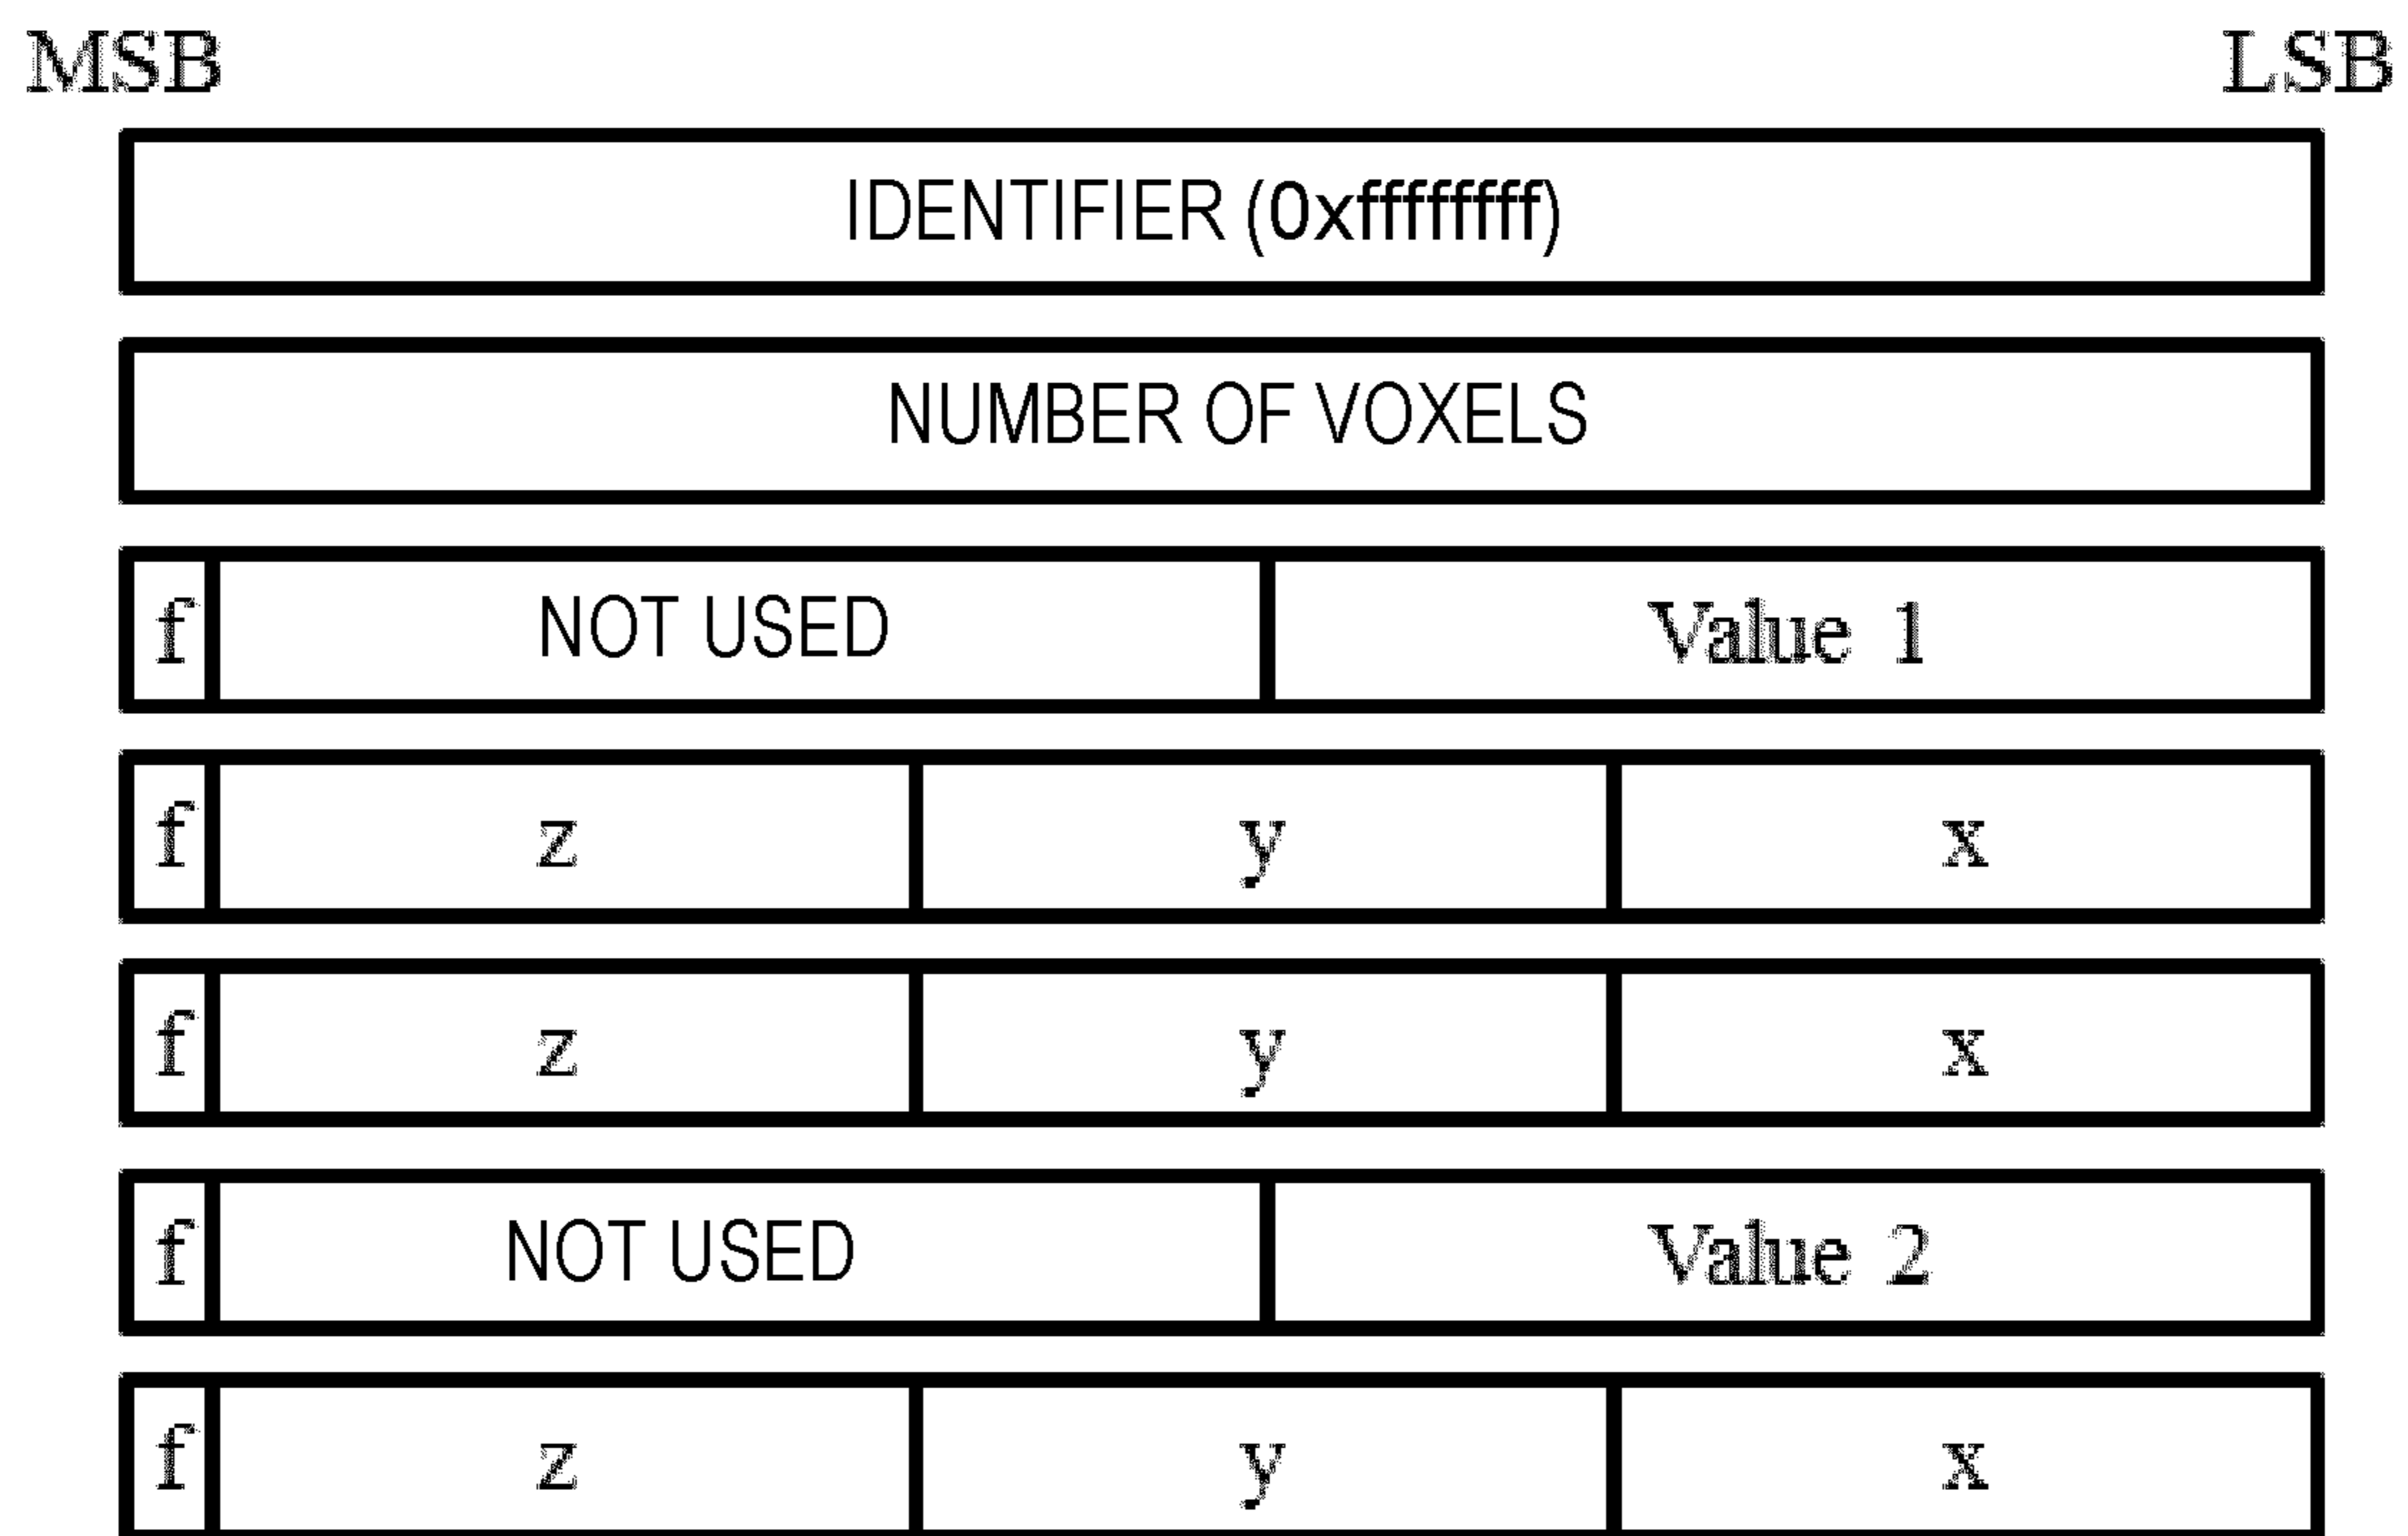 MSB LSB
IDENTIFIER (0xffffffff)
NUMBER OF VOXELS
f NOT USED Value 1
f z y x
f z y x
f NOT USED Value 2
f z y x